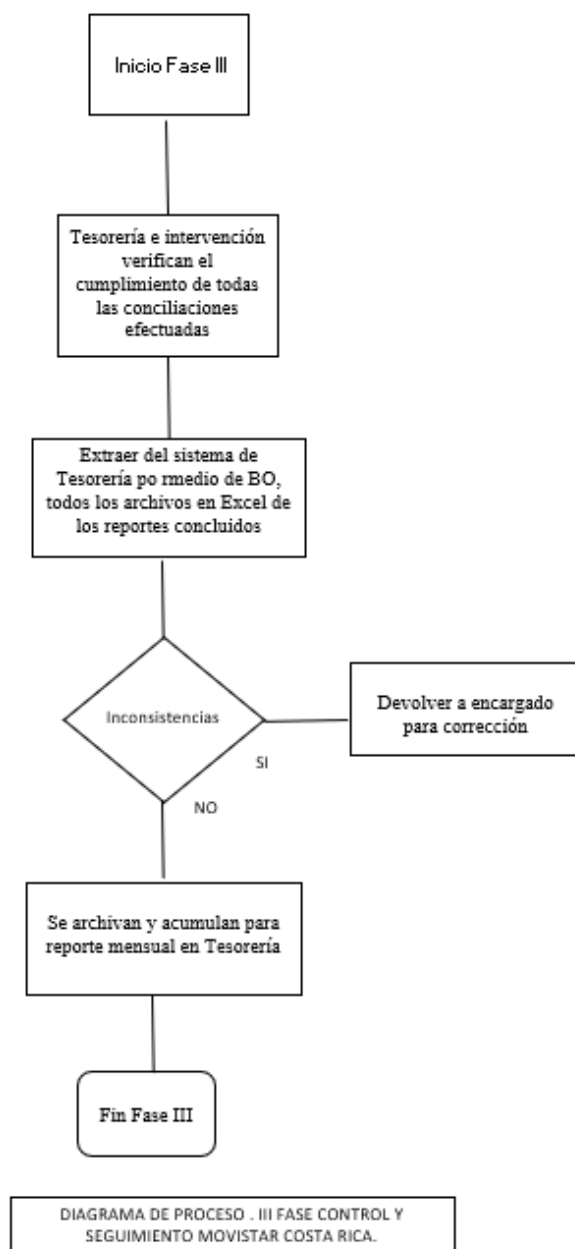 Inicio Fase III
Tesorería e intervención
verifican el
cumplimiento de todas
las conciliaciones
efectuadas
Extraer del sistema de
Tesorería po rmedio de BO,
todos los archivos en Excel de
los reportes concluidos
Inconsistencias
SI
Devolver a encargado
para corrección
NO
Se archivan y acumulan para
reporte mensual en Tesorería
Fin Fase III
DIAGRAMA DE PROCESO . III FASE CONTROL Y
SEGUIMIENTO MOVISTAR COSTA RICA.